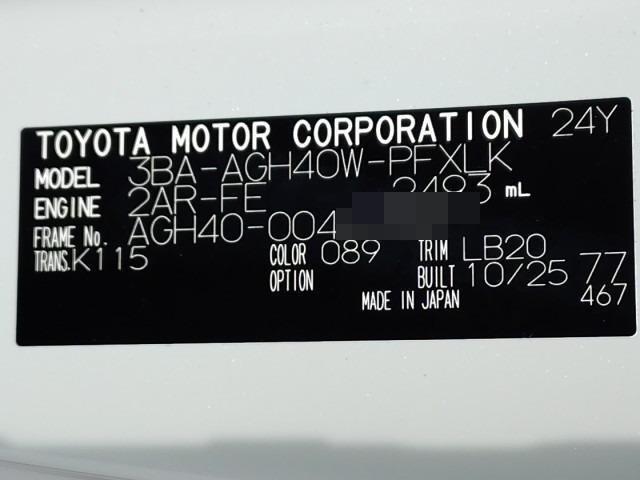 TOYOTA MOTOR CORPORATION 24Y
MODEL 3BA-AGH40W-PFXLK
ENGINE 2AR-FE 2493 mL
FRAME No. AGH40-004
TRANS. K115 COLOR 089 TRIM LB20
OPTION BUILT 10/25 77
MADE IN JAPAN 467